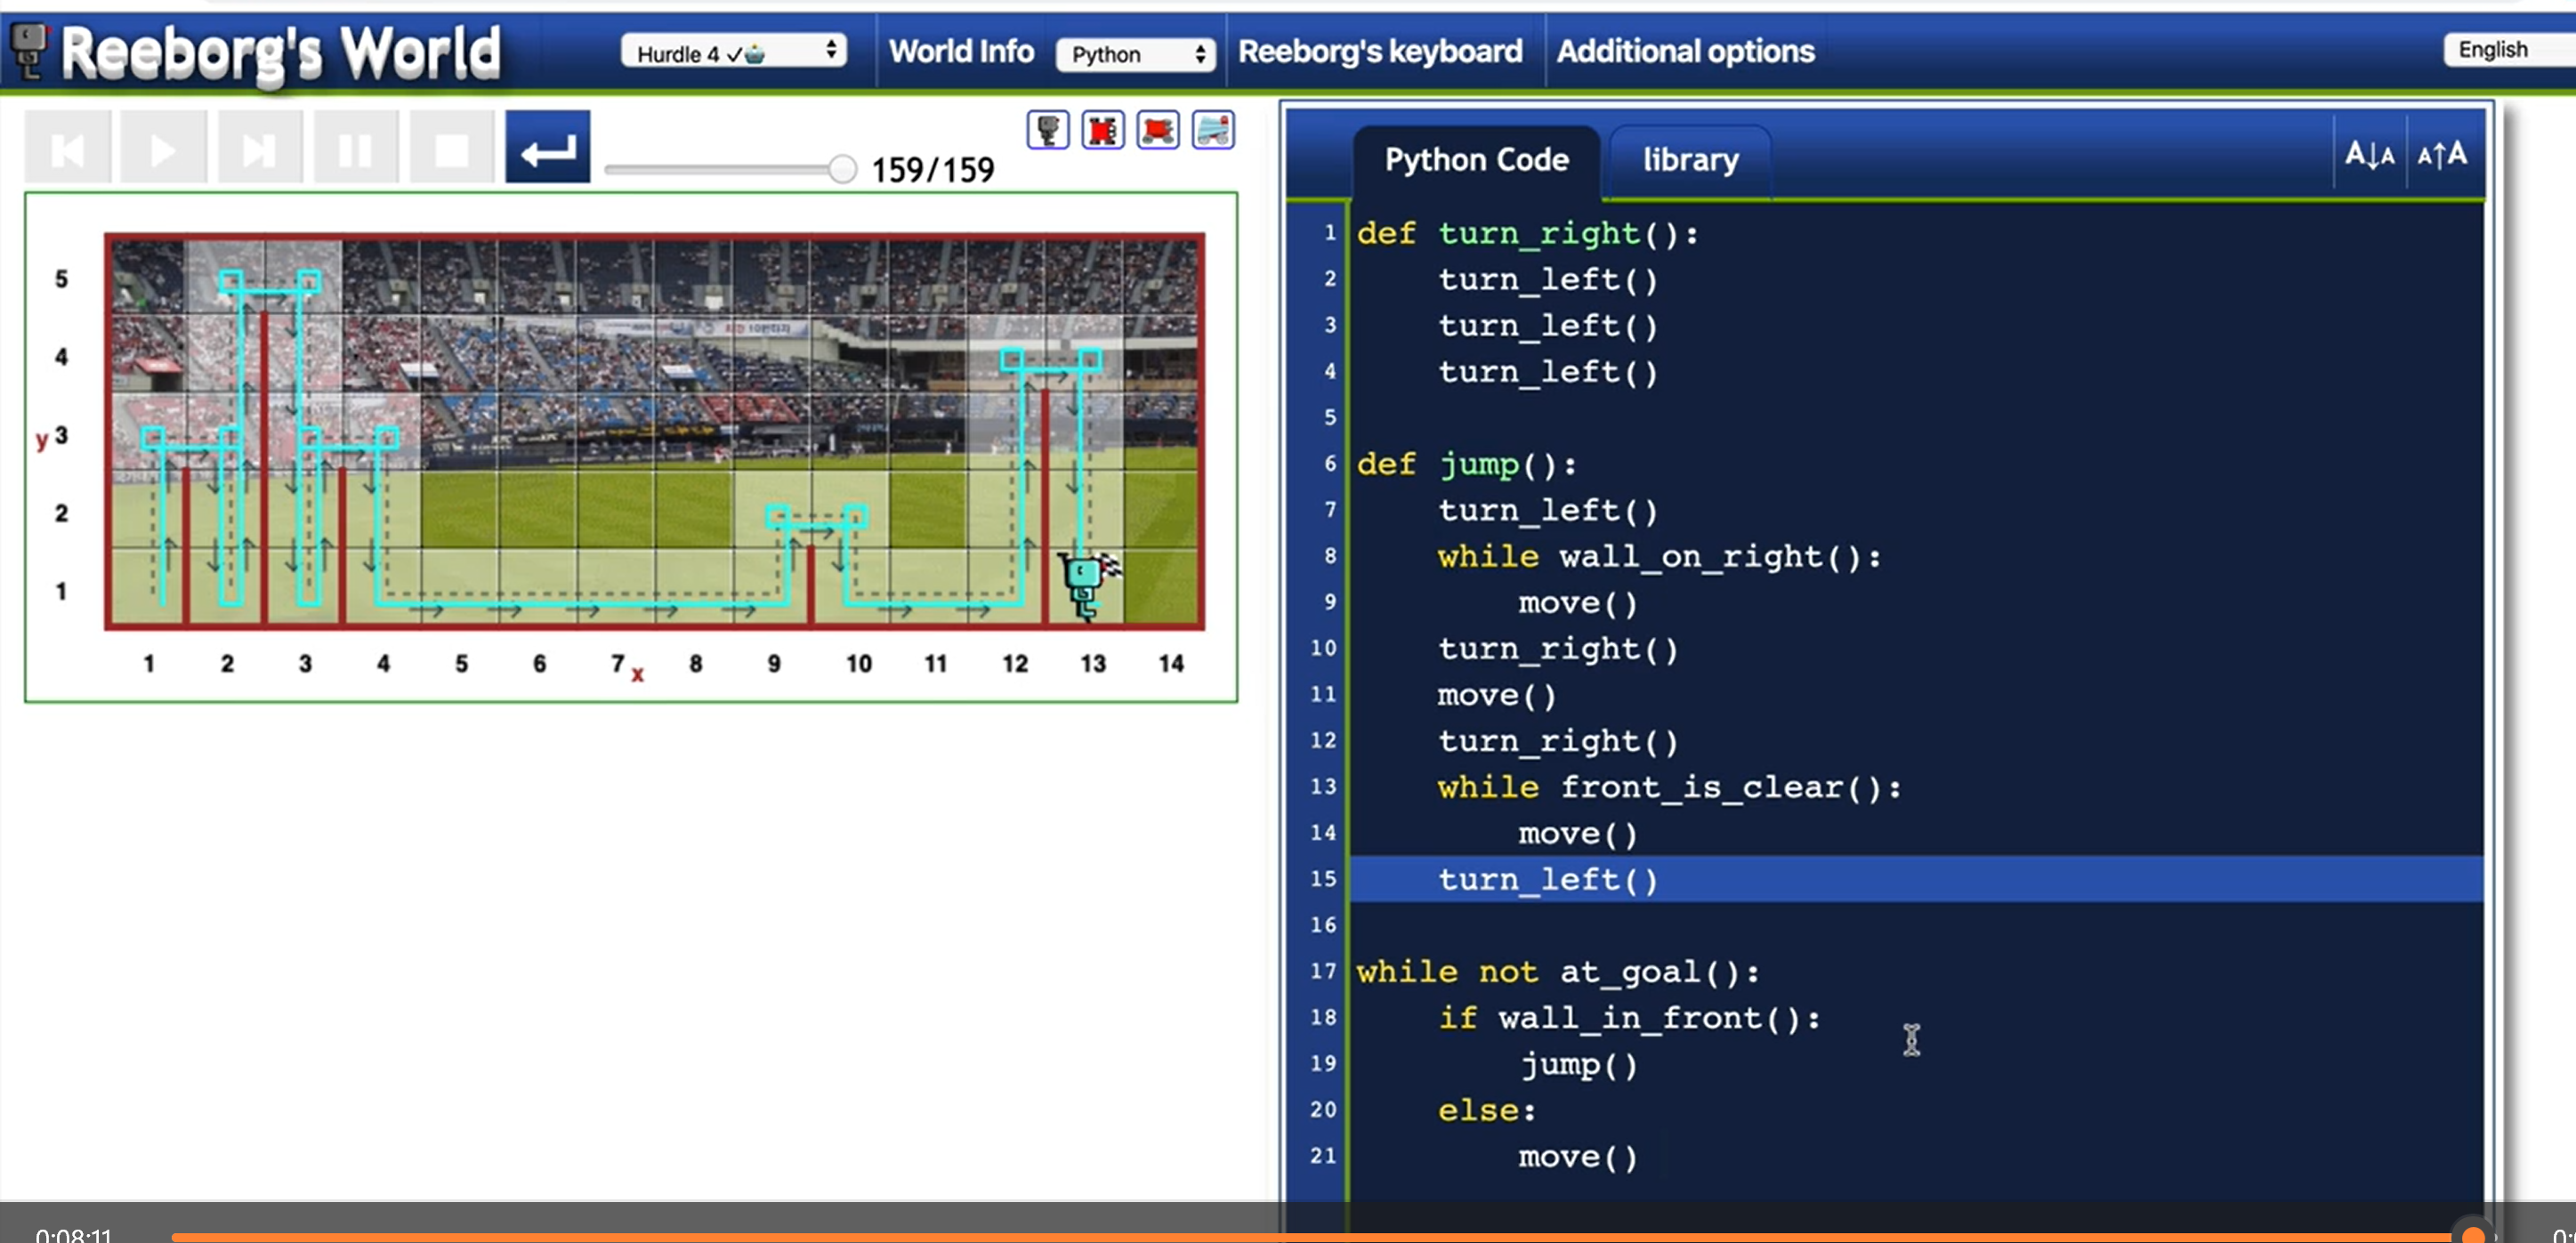 Reeborg's World
Hurdle 4 ✓
World Info
Python
Reeborg's keyboard
Additional options
English
159/159
Python Code
library
A↓A
A↑A
5
4
y 3
2
1
1 2 3 4 5 6 7 x 8 9 10 11 12 13 14
1 def turn_right():
2 turn_left()
3 turn_left()
4 turn_left()
5
6 def jump():
7 turn_left()
8 while wall_on_right():
9 move()
10 turn_right()
11 move()
12 turn_right()
13 while front_is_clear():
14 move()
15 turn_left()
16
17 while not at_goal():
18 if wall_in_front():
19 jump()
20 else:
21 move()
0:08:11